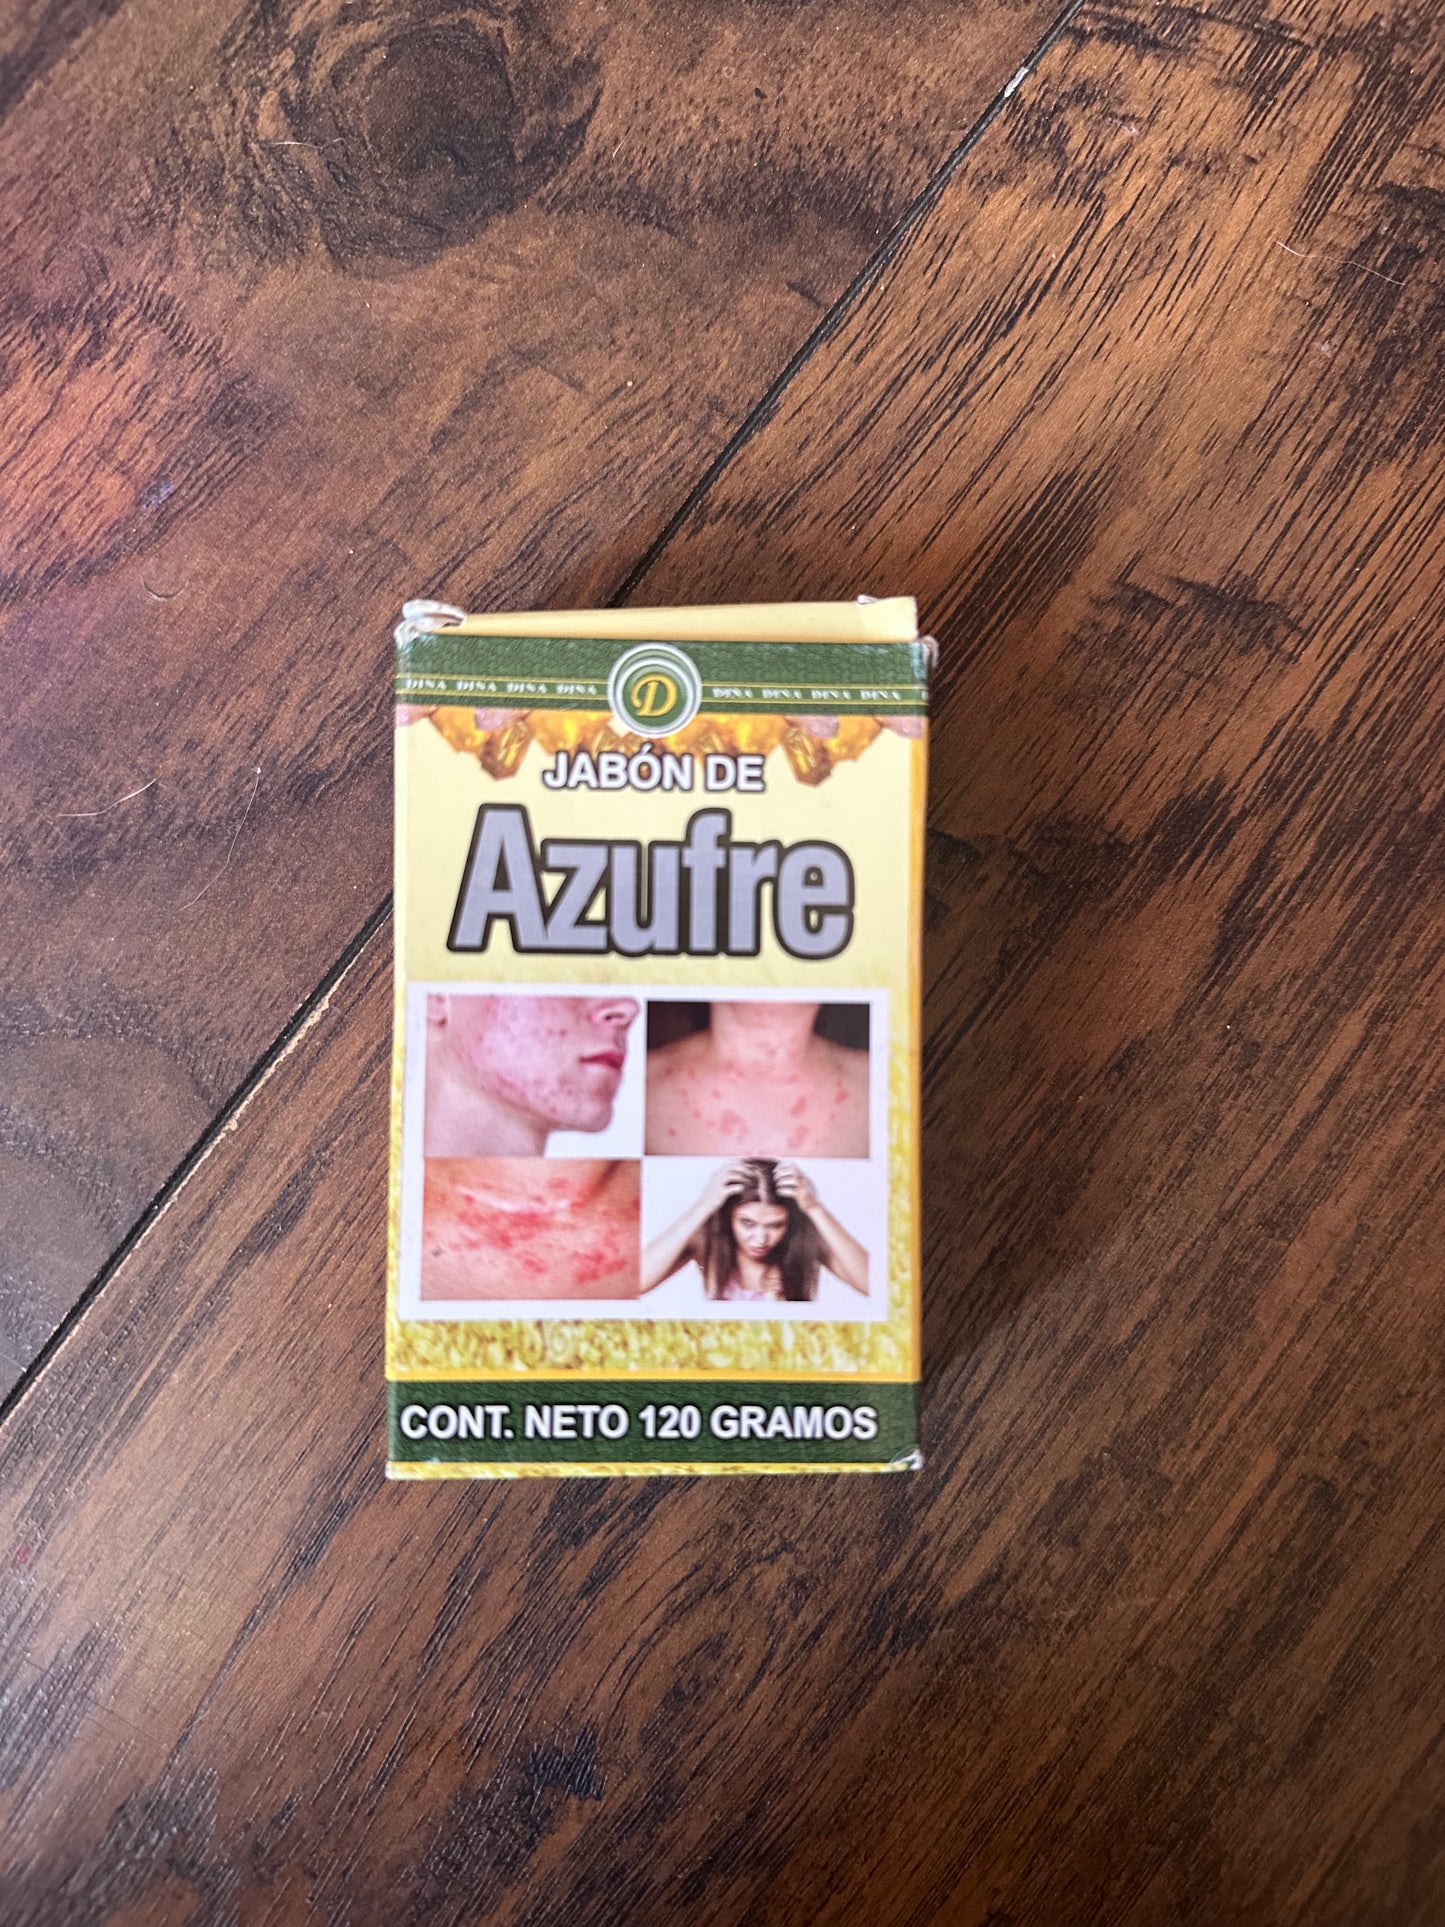 DINA DINA DINA DINA D DINA DINA DINA DINA
JABÓN DE
Azufre
CONT. NETO 120 GRAMOS